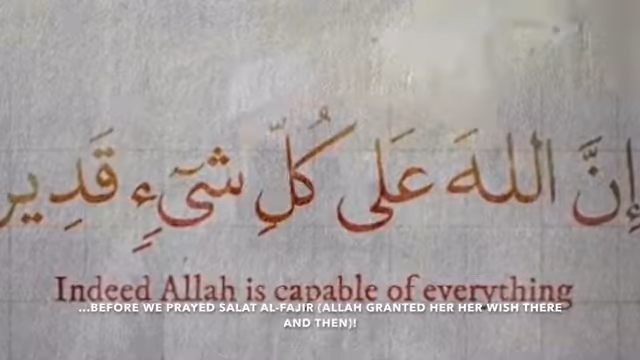 إِنَّ اللهَ عَلَى كُلِّ شَىْءٍ قَدِير
Indeed Allah is capable of everything
...BEFORE WE PRAYED SALAT AL-FAJIR (ALLAH GRANTED HER HER WISH THERE
AND THEN)!